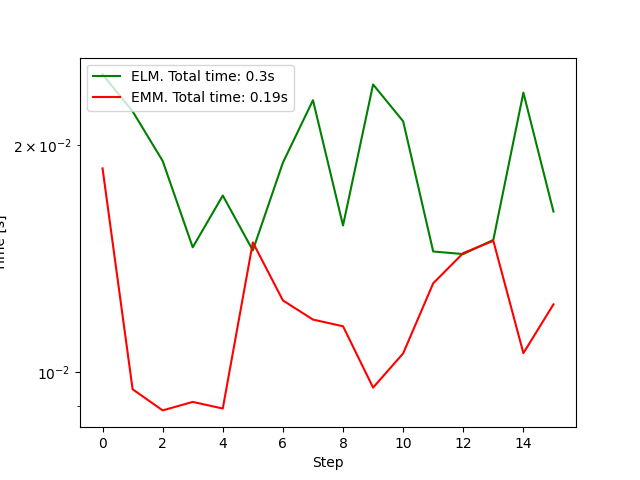 ELM. Total time: 0.3s
EMM. Total time: 0.19s
2 × 10⁻²
10⁻²
Time [s]
0 2 4 6 8 10 12 14
Step